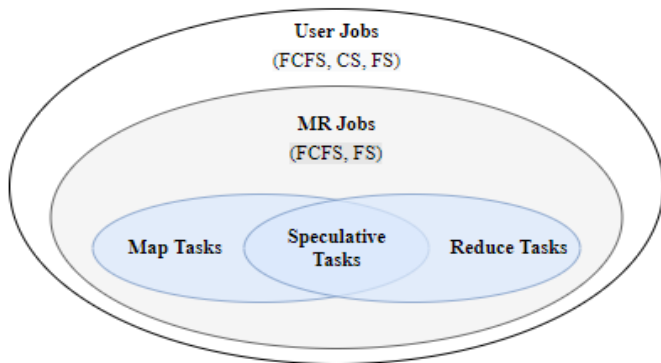 User Jobs
(FCFS, CS, FS)
MR Jobs
(FCFS, FS)
Map Tasks
Speculative
Tasks
Reduce Tasks